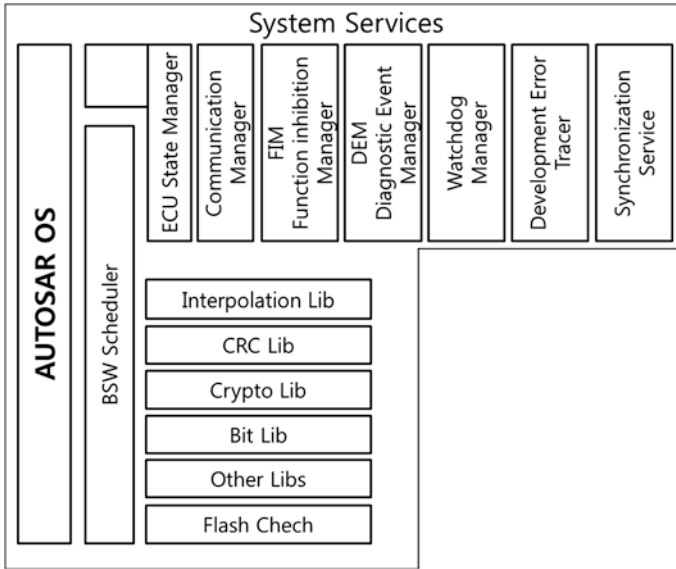 System Services
AUTOSAR OS
BSW Scheduler
ECU State Manager
Communication
Manager
FIM
Function inhibition
Manager
DEM
Diagnostic Event
Manager
Watchdog
Manager
Development Error
Tracer
Synchronization
Service
Interpolation Lib
CRC Lib
Crypto Lib
Bit Lib
Other Libs
Flash Chech